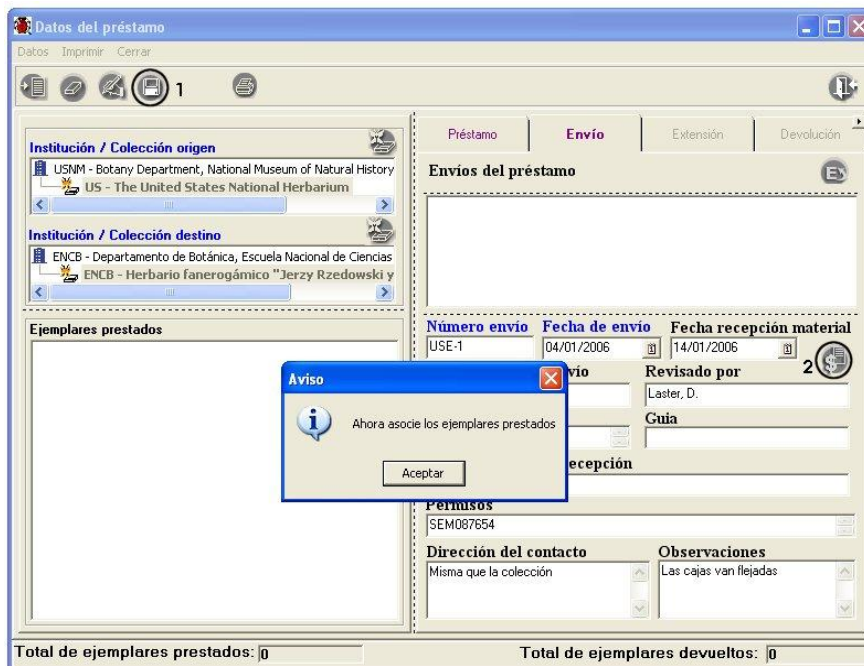 Datos del préstamo
Datos Imprimir Cerrar
1
Institución / Colección origen
USNM - Botany Department, National Museum of Natural History
US - The United States National Herbarium
Institución / Colección destino
ENCB - Departamento de Botánica, Escuela Nacional de Ciencias
ENCB - Herbario fanerogámico "Jerzy Rzedowski y
Ejemplares prestados
Préstamo Envío Extensión Devolución
Envíos del préstamo
Ex
Número envío Fecha de envío Fecha recepción material
USE-1 04/01/2006 14/01/2006
2
Revisado por
Laster, D.
Guia
Permisos
SEM087654
Dirección del contacto Observaciones
Misma que la colección Las cajas van flejadas
Aviso
Ahora asocie los ejemplares prestados
Aceptar
Total de ejemplares prestados: 0 Total de ejemplares devueltos: 0